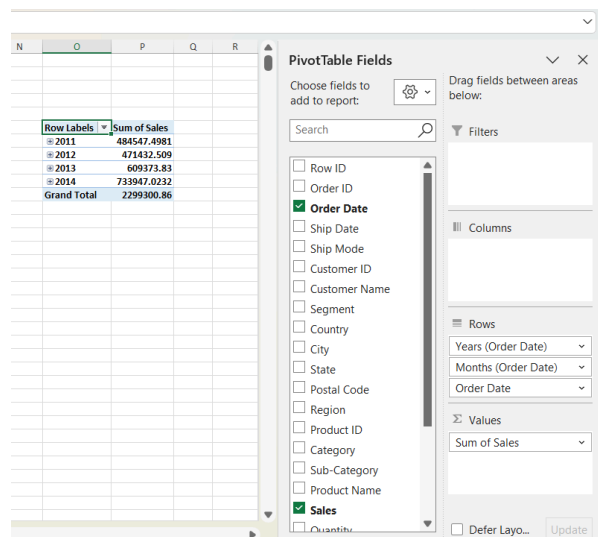 N O P Q R
Row Labels Sum of Sales
2011 484547.4981
2012 471432.509
2013 609373.83
2014 733947.0232
Grand Total 2299300.86
PivotTable Fields
Choose fields to
add to report:
Search
Row ID
Order ID
Order Date
Ship Date
Ship Mode
Customer ID
Customer Name
Segment
Country
City
State
Postal Code
Region
Product ID
Category
Sub-Category
Product Name
Sales
Quantity
Drag fields between areas
below:
Filters
Columns
Rows
Years (Order Date)
Months (Order Date)
Order Date
Σ Values
Sum of Sales
Defer Layo... Update